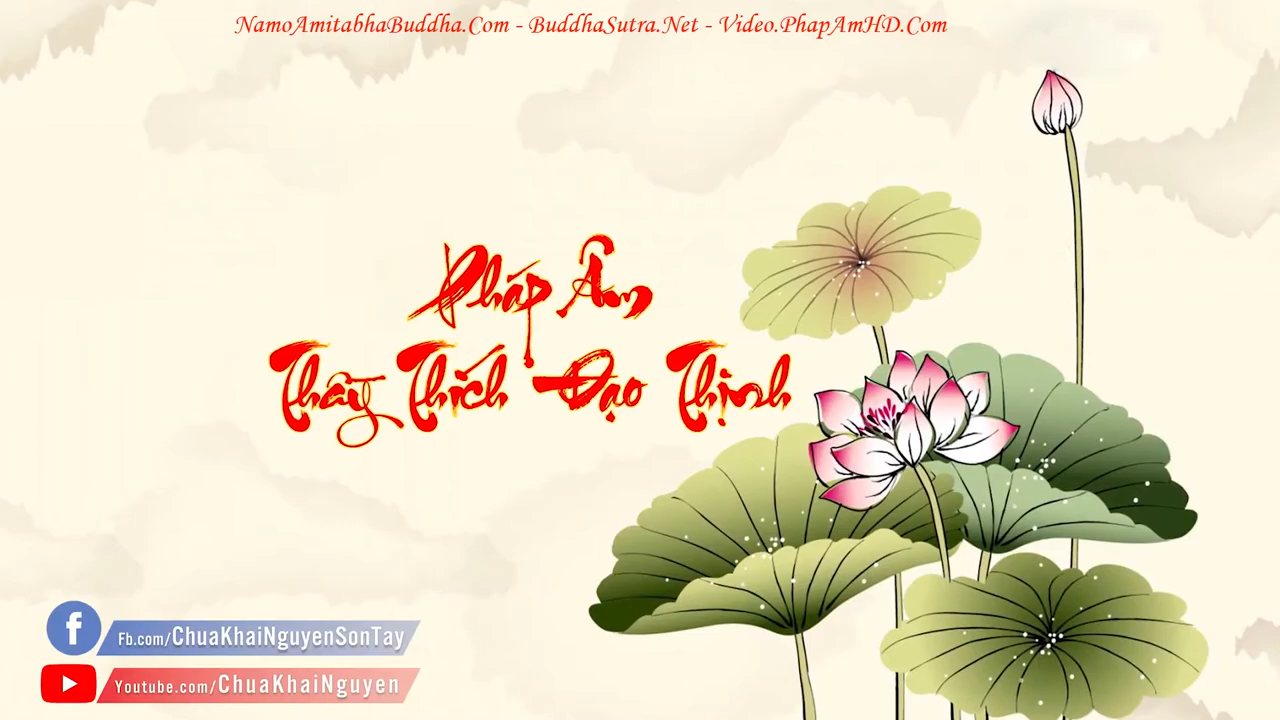 NamoAmitabhaBuddha.Com - BuddhaSutra.Net - Video.PhapAmHD.Com
Pháp Âm
Thầy Thích Đạo Thịnh
Fb.com/ChuaKhaiNguyenSonTay
Youtube.com/ChuaKhaiNguyen